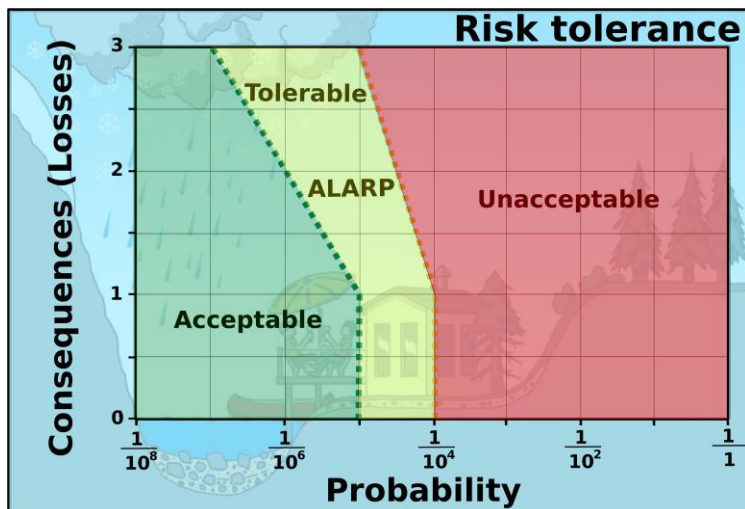 Risk tolerance
Consequences (Losses)
3
2
1
0
Tolerable
ALARP
Unacceptable
Acceptable
1/10⁸
1/10⁶
1/10⁴
1/10²
1/1
Probability